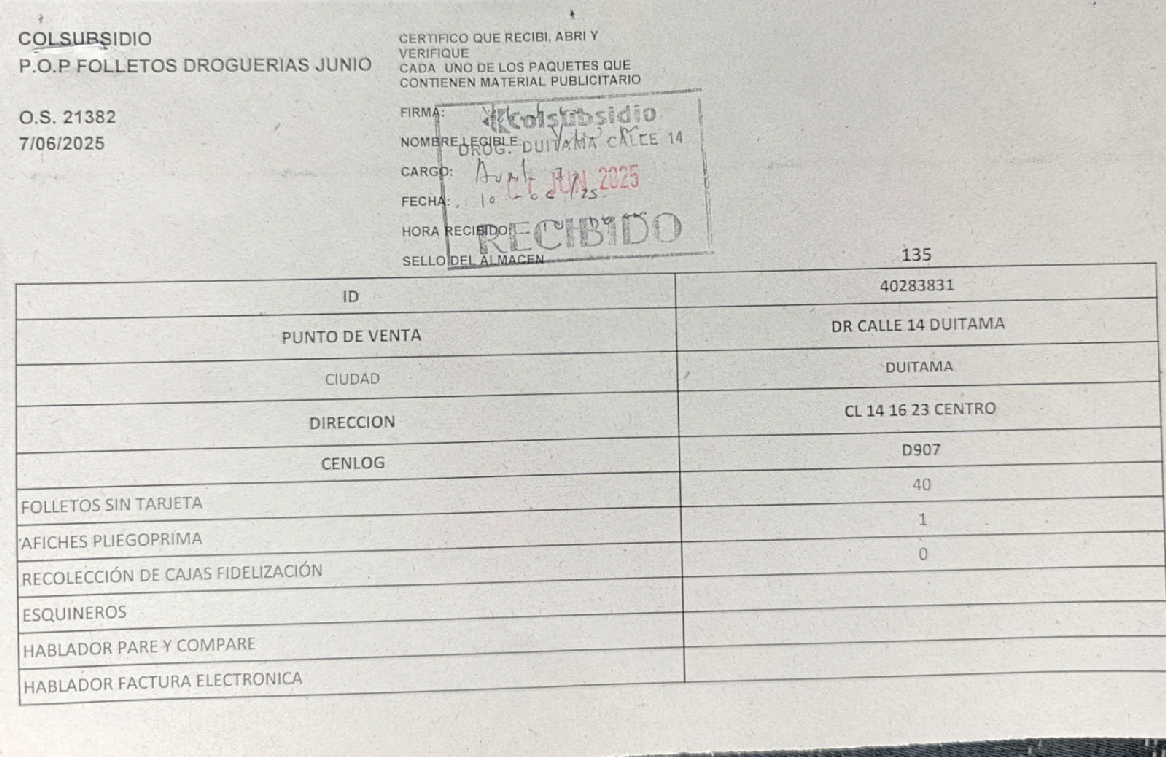 COLSUBSIDIO
P.O.P FOLLETOS DROGUERIAS JUNIO
O.S. 21382
7/06/2025
CERTIFICO QUE RECIBI, ABRI Y
VERIFIQUE
CADA UNO DE LOS PAQUETES QUE
CONTIENEN MATERIAL PUBLICITARIO
FIRMA:
colsubsidio
NOMBRE LEGIBLE:
DROG. DUITAMA CALLE 14
CARGO:
JUN 2025
FECHA:
HORA RECIBIDO
RECIBIDO
SELLO DEL ALMACEN
135
ID 40283831
PUNTO DE VENTA DR CALLE 14 DUITAMA
CIUDAD DUITAMA
DIRECCION CL 14 16 23 CENTRO
CENLOG D907
FOLLETOS SIN TARJETA 40
AFICHES PLIEGOPRIMA 1
RECOLECCIÓN DE CAJAS FIDELIZACIÓN 0
ESQUINEROS
HABLADOR PARE Y COMPARE
HABLADOR FACTURA ELECTRONICA